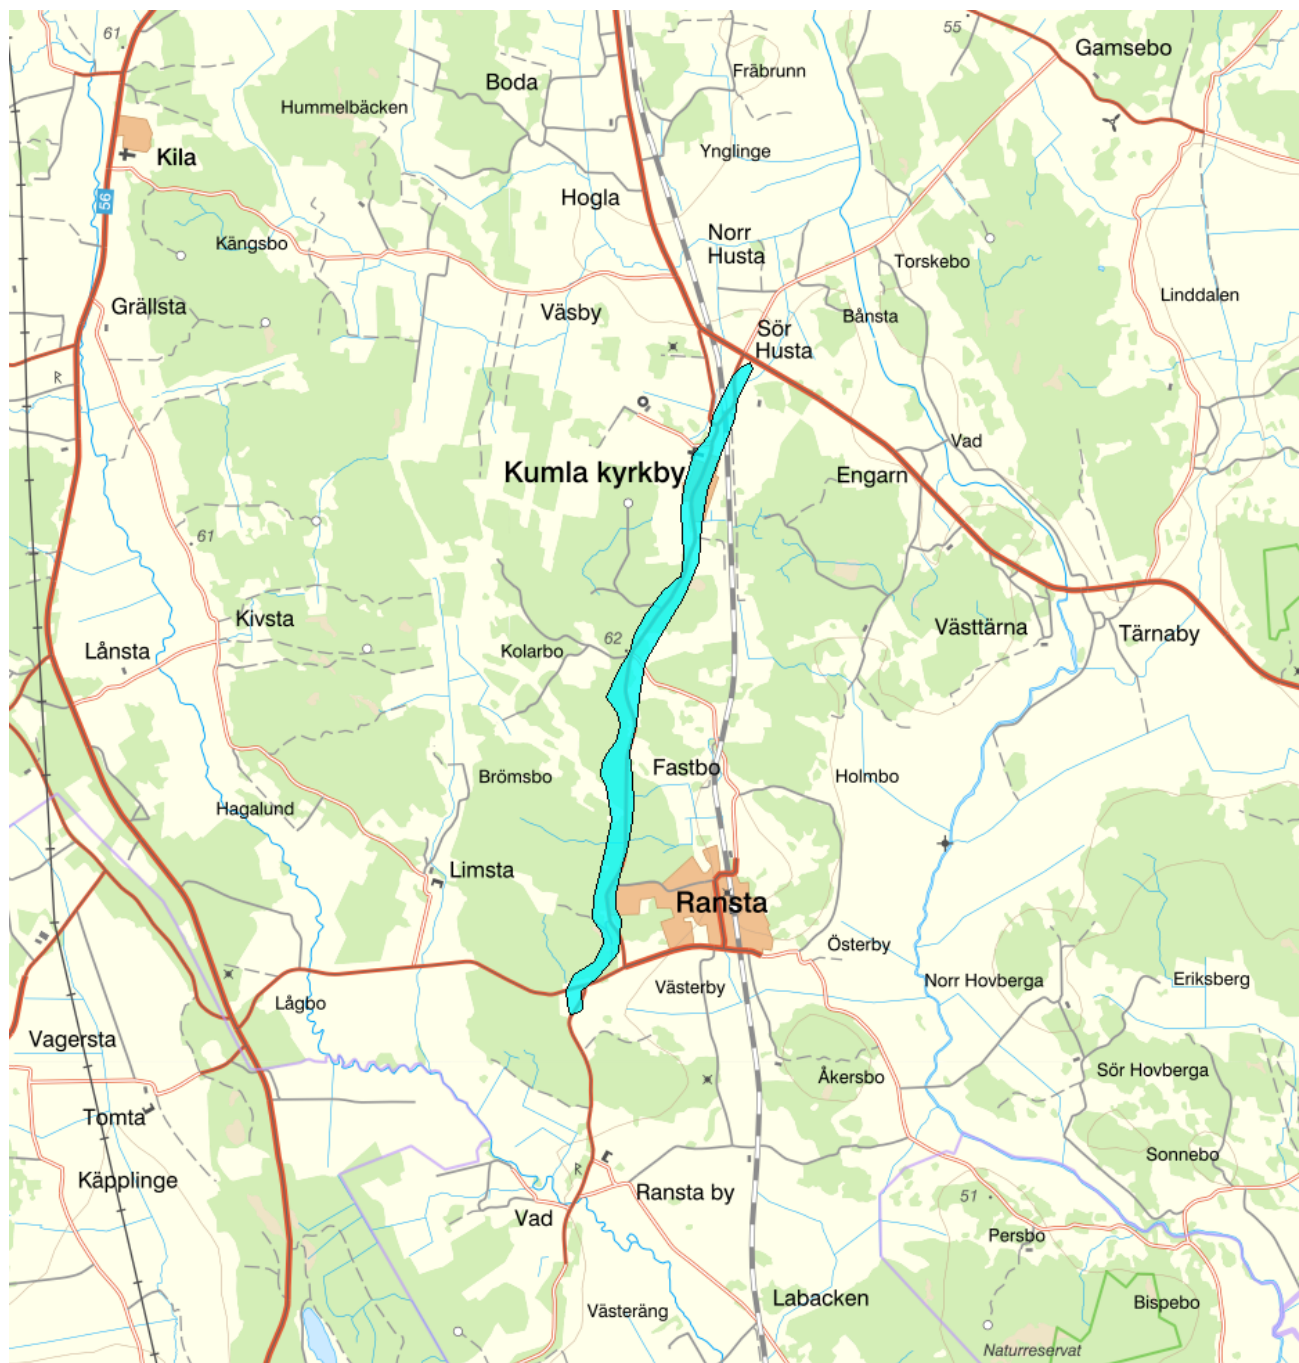 55
61
Gamsebo
Fräbrunn
Boda
Hummelbäcken
Ynglinge
Kila
56
Hogla
Norr
Husta
Kängsbo
Torskebo
Linddalen
Grällsta
Väsby
Bånsta
Sör
Husta
R
Vad
Kumla kyrkby
Engarn
61
Kivsta
Västtärna
Tärnaby
62
Kolarbo
Lånsta
Fastbo
Holmbo
Brömsbo
Hagalund
Limsta
Ransta
Österby
Norr Hovberga
Eriksberg
Västerby
Lågbo
Vagersta
Sör Hovberga
Åkersbo
Tomta
Sonnebo
R
Käpplinge
Ransta by
51
Vad
Persbo
Labacken
Bispebo
Västeräng
Naturreservat